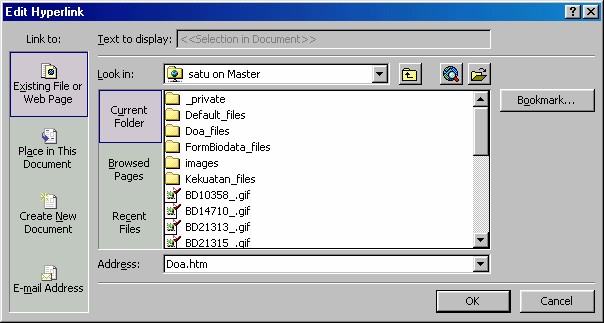 Edit Hyperlink
Link to:
Text to display: <<Selection in Document>>
Existing File or
Web Page
Look in: satu on Master
Current
Folder
_private
Default_files
Doa_files
FormBiodata_files
images
Kekuatan_files
BD10358_.gif
BD14710_.gif
BD21313_.gif
BD21315_.gif
Bookmark...
Place in This
Document
Browsed
Pages
Create New
Document
Recent
Files
E-mail Address
Address: Doa.htm
OK
Cancel